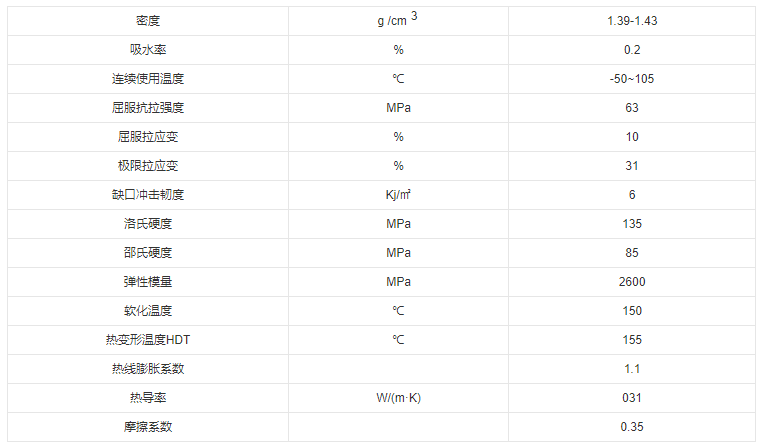 密度 g /cm 3 1.39-1.43
吸水率 % 0.2
连续使用温度 ℃ -50~105
屈服抗拉强度 MPa 63
屈服拉应变 % 10
极限拉应变 % 31
缺口冲击韧度 Kj/㎡ 6
洛氏硬度 MPa 135
邵氏硬度 MPa 85
弹性模量 MPa 2600
软化温度 ℃ 150
热变形温度HDT ℃ 155
热线膨胀系数 1.1
热导率 W/(m·K) 031
摩擦系数 0.35